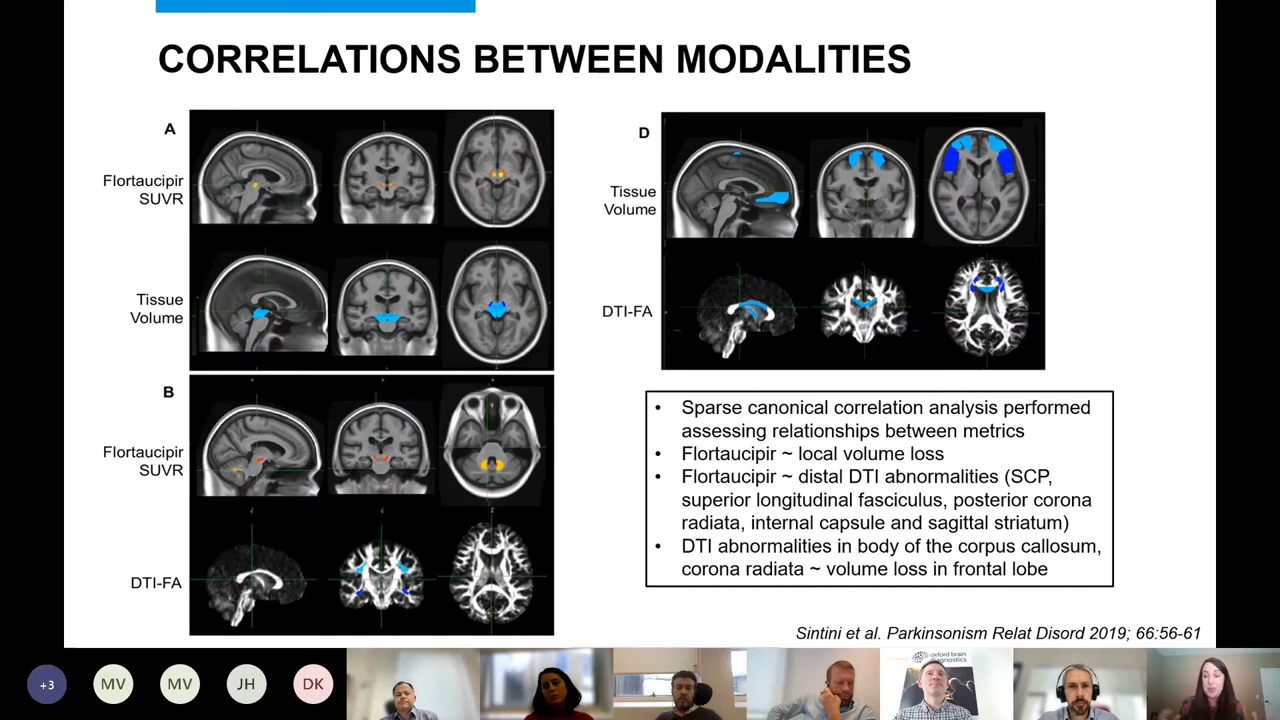 CORRELATIONS BETWEEN MODALITIES
A
Flortaucipir
SUVR
Tissue
Volume
B
Flortaucipir
SUVR
DTI-FA
D
Tissue
Volume
DTI-FA
• Sparse canonical correlation analysis performed
assessing relationships between metrics
• Flortaucipir ~ local volume loss
• Flortaucipir ~ distal DTI abnormalities (SCP,
superior longitudinal fasciculus, posterior corona
radiata, internal capsule and sagittal striatum)
• DTI abnormalities in body of the corpus callosum,
corona radiata ~ volume loss in frontal lobe
Sintini et al. Parkinsonism Relat Disord 2019; 66:56-61
+3
MV
MV
JH
DK
oxford brain
diagnostics